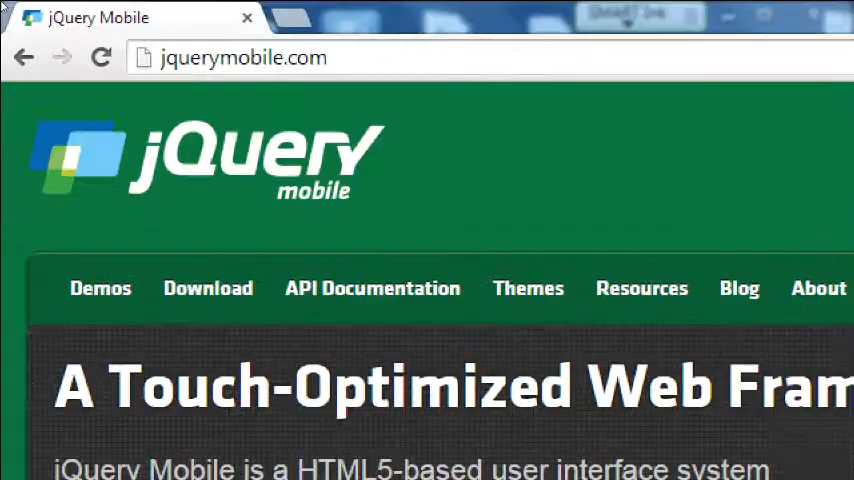 jQuery Mobile
jquerymobile.com
jQuery
mobile
Demos Download API Documentation Themes Resources Blog About
A Touch-Optimized Web Fram
jQuery Mobile is a HTML5-based user interface system